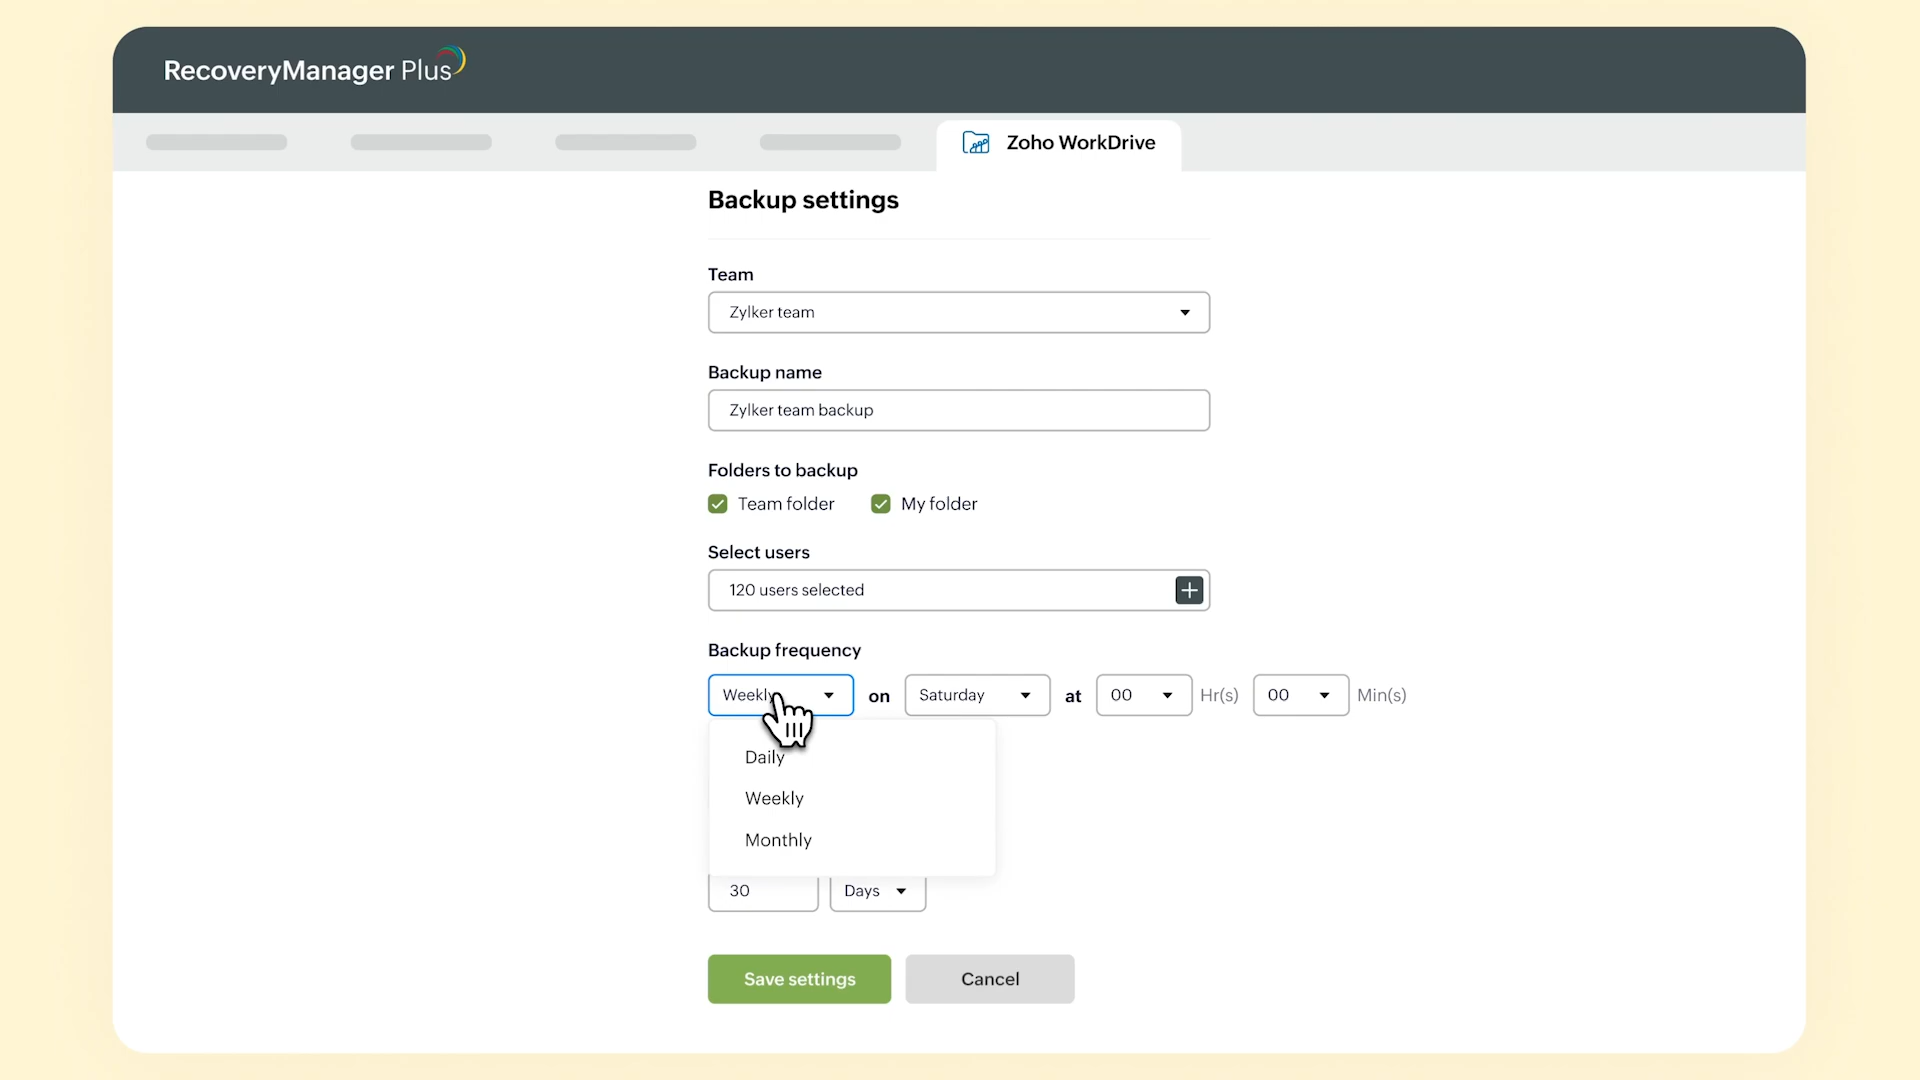 RecoveryManager Plus
Zoho WorkDrive
Backup settings
Team
Zylker team
Backup name
Zylker team backup
Folders to backup
Team folder My folder
Select users
120 users selected
Backup frequency
Weekly on Saturday at 00 Hr(s) 00 Min(s)
Daily
Weekly
Monthly
30 Days
Save settings Cancel